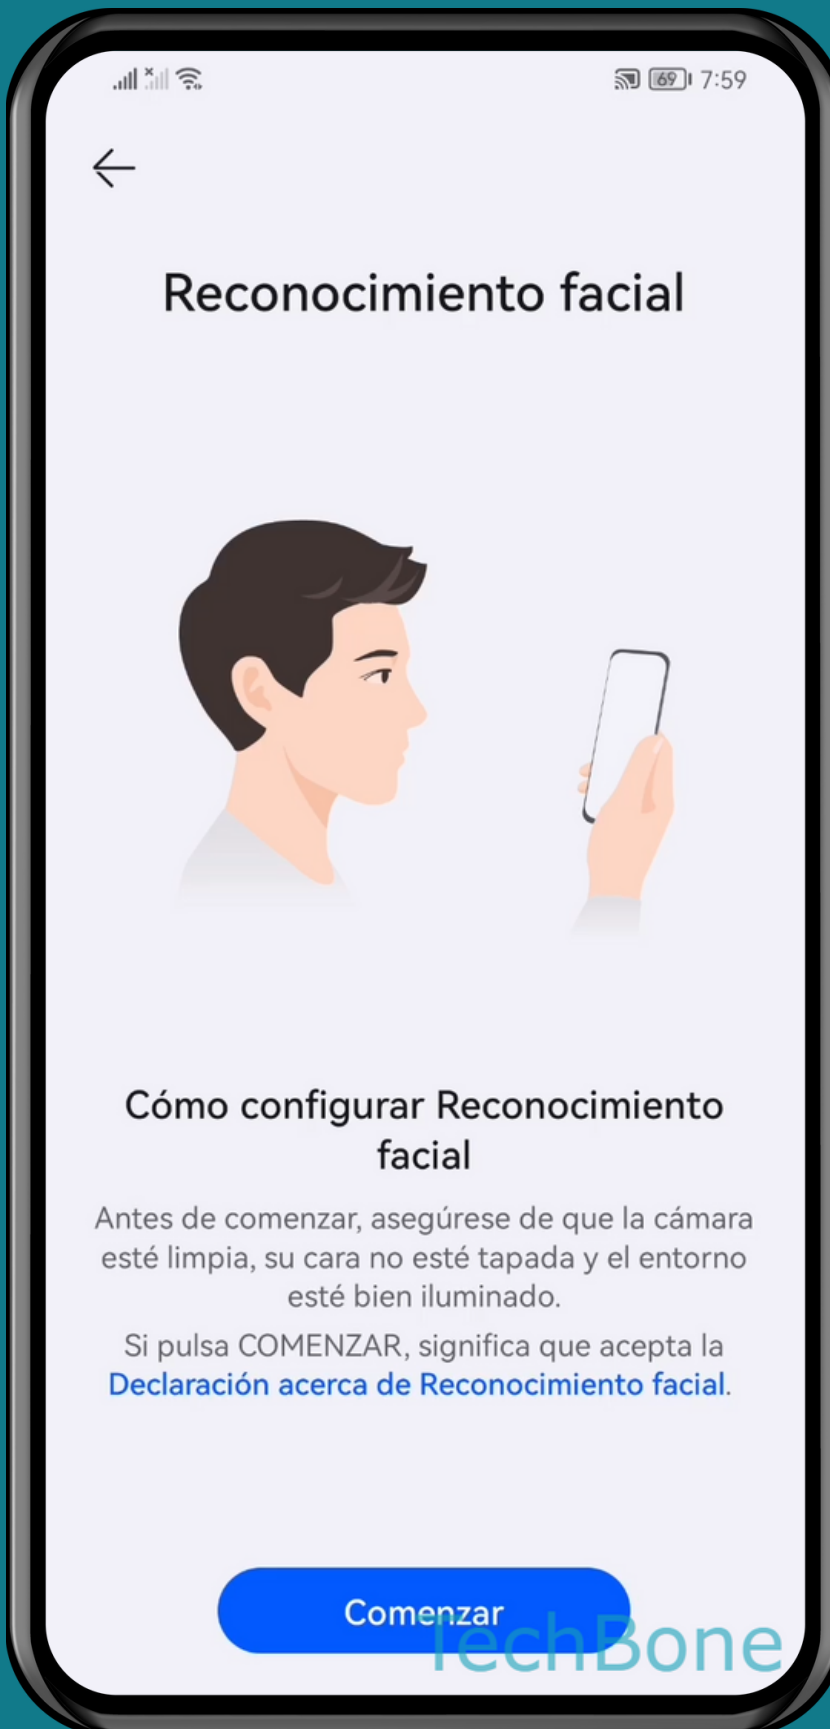 69 7:59
Reconocimiento facial
Cómo configurar Reconocimiento
facial
Antes de comenzar, asegúrese de que la cámara
esté limpia, su cara no esté tapada y el entorno
esté bien iluminado.
Si pulsa COMENZAR, significa que acepta la
Declaración acerca de Reconocimiento facial.
Comenzar
TechBone